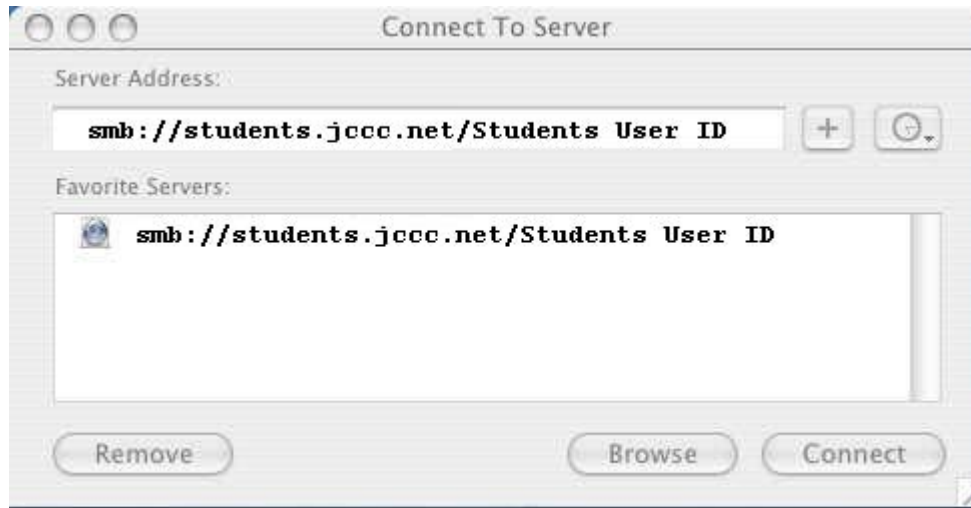 Connect To Server
Server Address:
smb://students.jccc.net/Students User ID
Favorite Servers:
smb://students.jccc.net/Students User ID
Remove
Browse
Connect